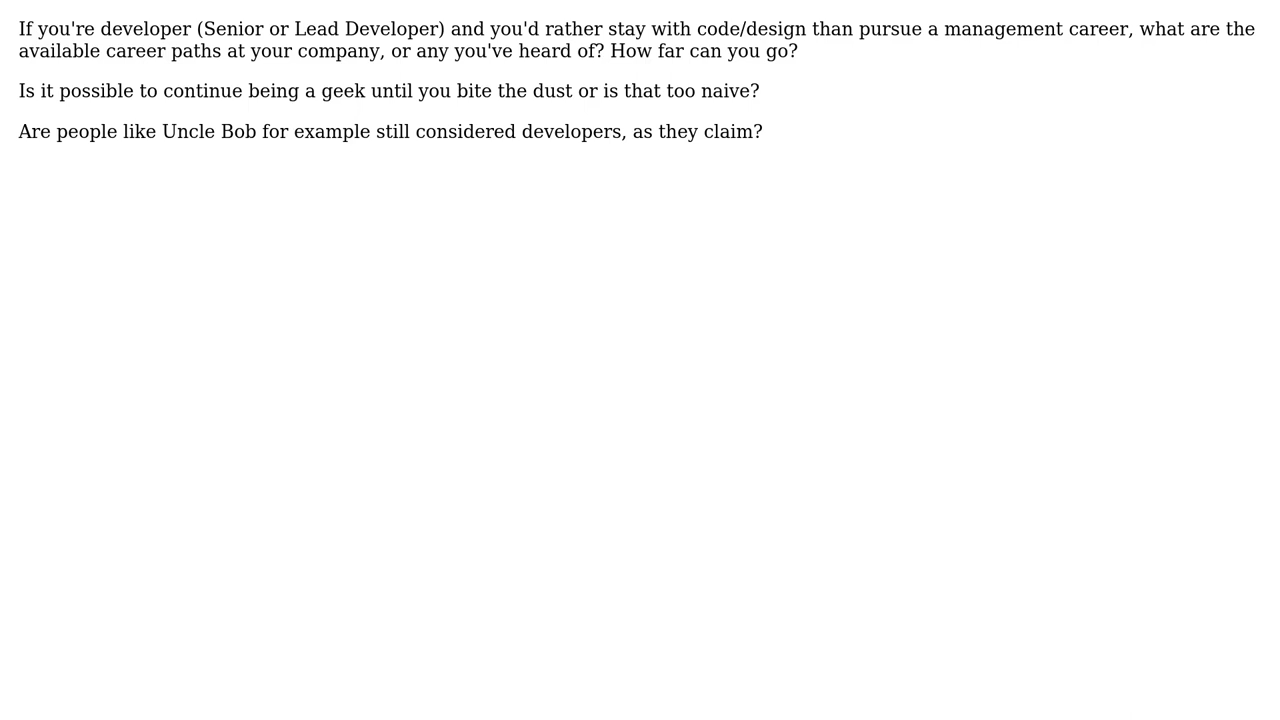 If you're developer (Senior or Lead Developer) and you'd rather stay with code/design than pursue a management career, what are the
available career paths at your company, or any you've heard of? How far can you go?
Is it possible to continue being a geek until you bite the dust or is that too naive?
Are people like Uncle Bob for example still considered developers, as they claim?